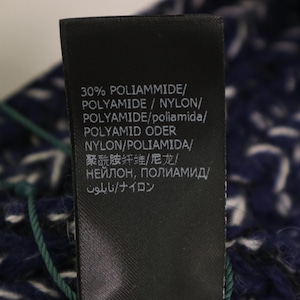 30% POLIAMMIDE/
POLYAMIDE / NYLON/
POLYAMIDE/poliamida/
POLYAMID ODER
NYLON/POLIAMIDA/
聚酰胺纤维/尼龙/
НЕЙЛОН, ПОЛИАМИД/
نايلون/ナイロン/